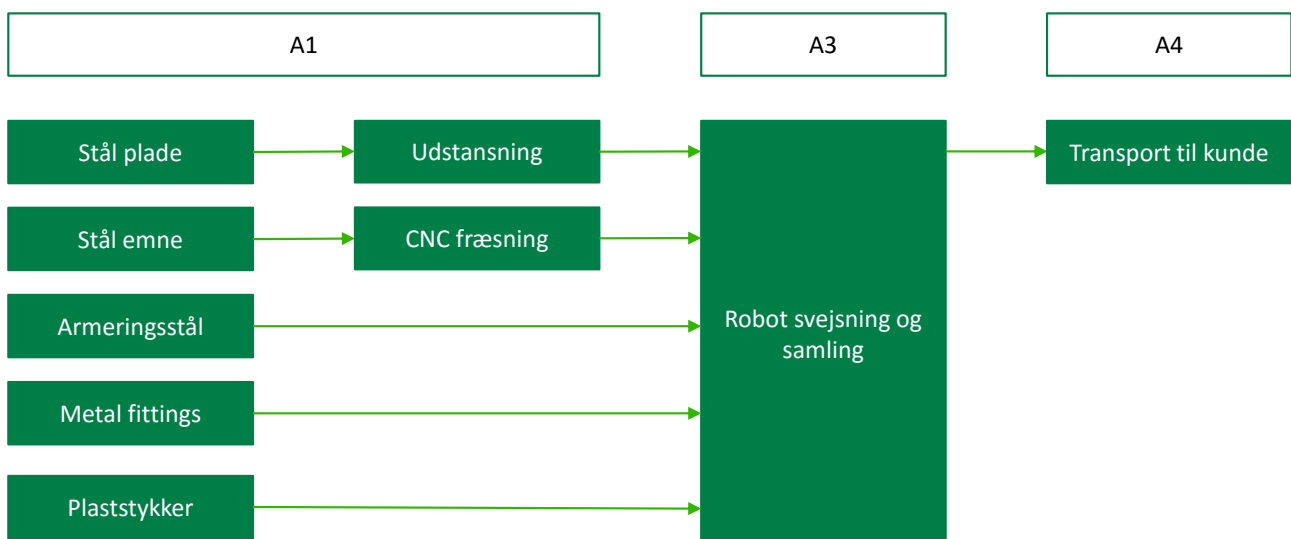 A1
A3
A4
Stål plade
Udstansning
Transport til kunde
Stål emne
CNC fræsning
Armeringsstål
Robot svejsning og
samling
Metal fittings
Plaststykker